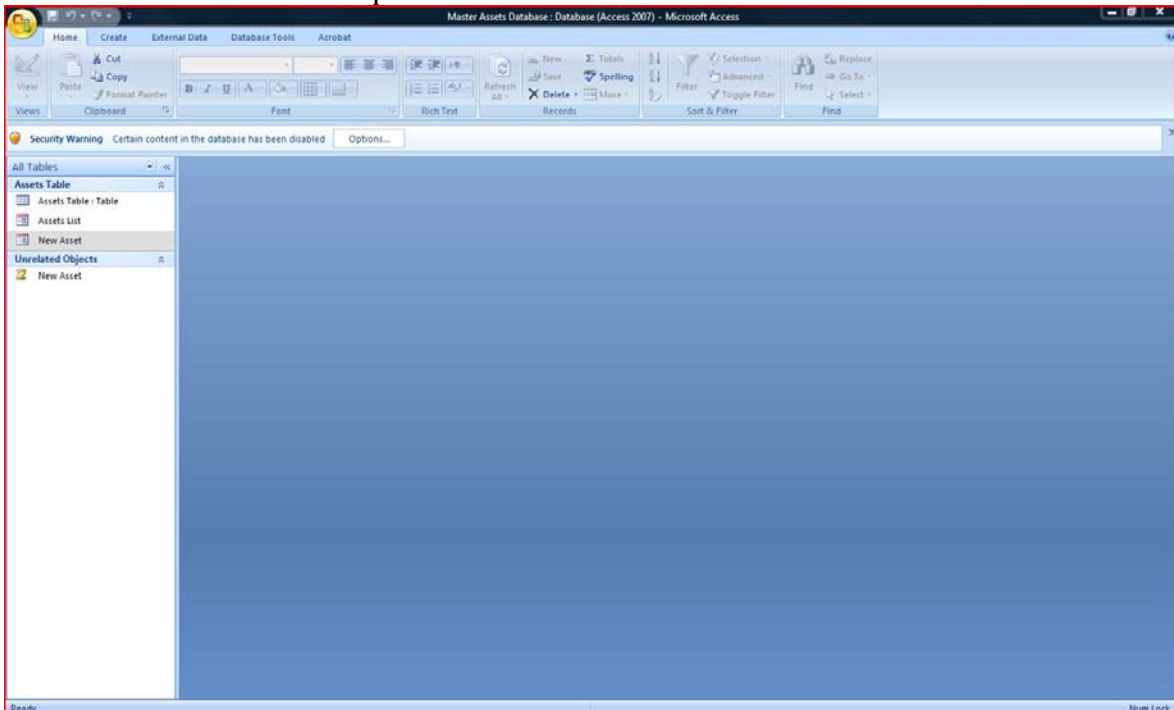 Master Assets Database : Database (Access 2007) - Microsoft Access
Home Create External Data Database Tools Acrobat
View
Views
Paste
Cut
Copy
Format Painter
Clipboard
B I U A
Font
Rich Text
Refresh All
New
Save
Delete
Totals
Spelling
More
Records
Filter
Selection
Advanced
Toggle Filter
Sort & Filter
Find
Replace
Go To
Select
Find
Security Warning Certain content in the database has been disabled Options...
All Tables
Assets Table
Assets Table : Table
Assets List
New Asset
Unrelated Objects
New Asset
Ready Num Lock